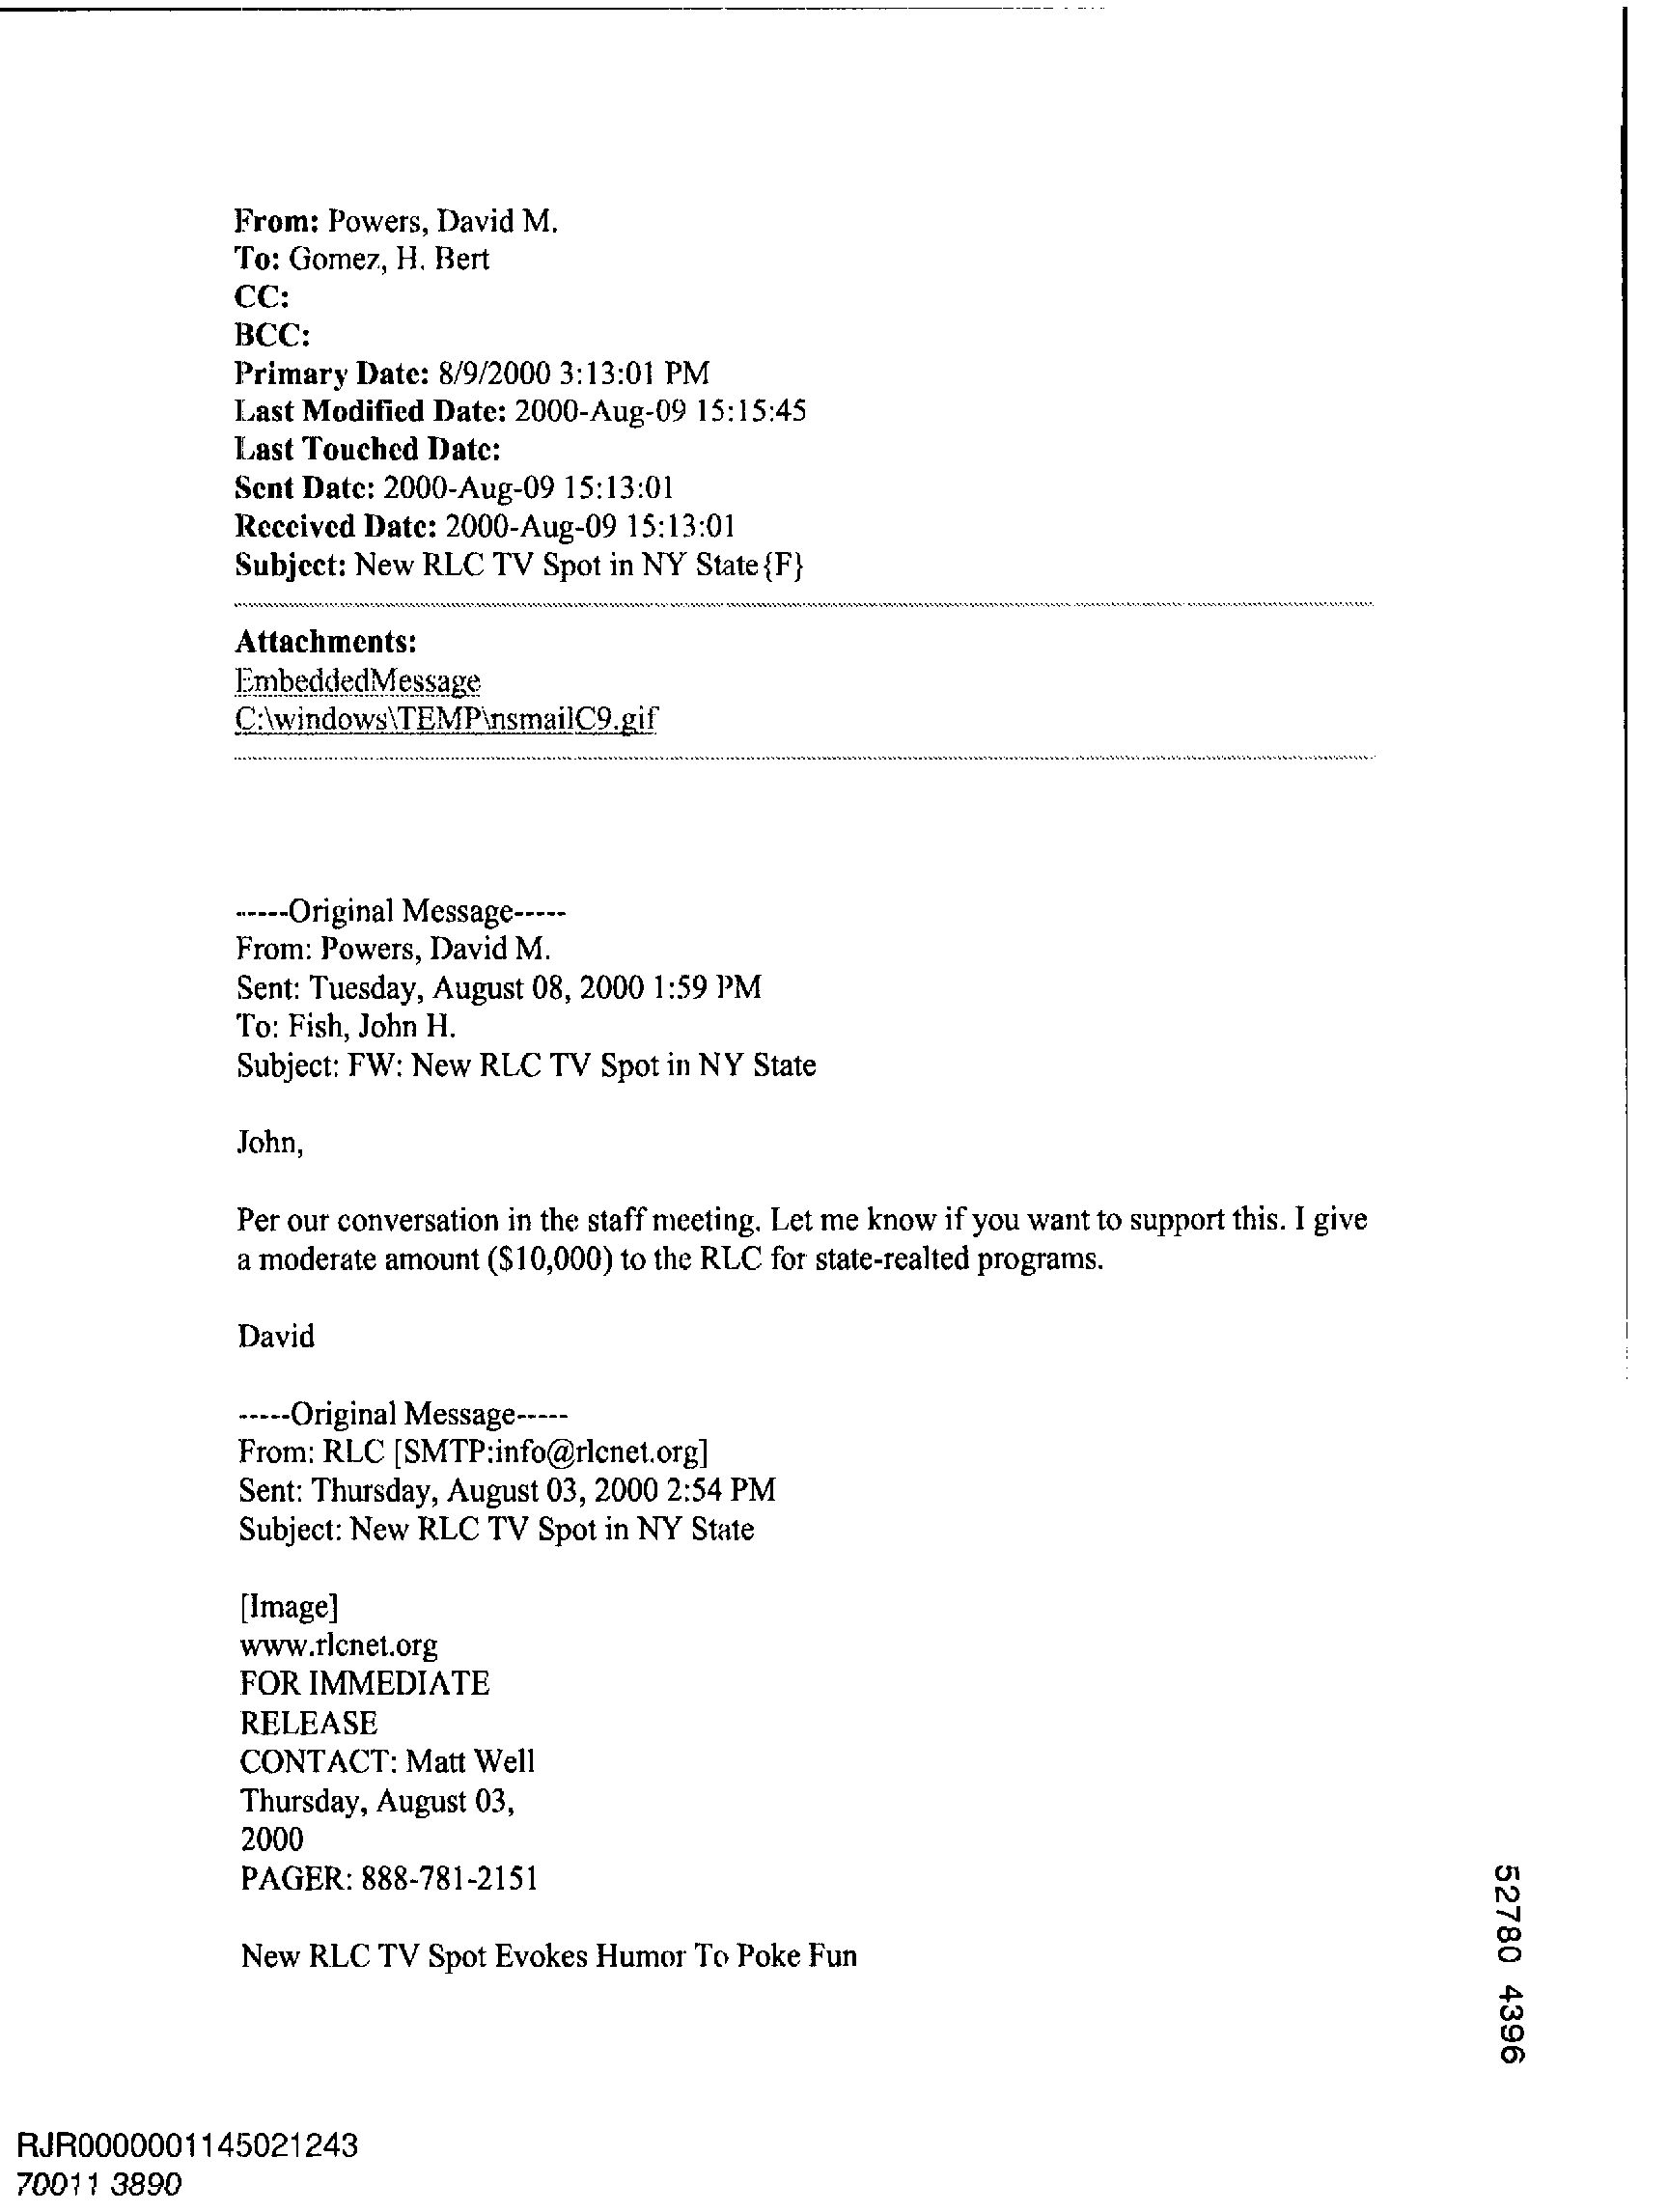 From: Powers, David M.
To: Gomez, H. Bert
CC:
BCC:
Primary Date: 8/9/2000 3:13:01 PM
Last Modified Date: 2000-Aug-09 15:15:45
Last Touched Date:
Sent Date: 2000-Aug-09 15:13:01
Received Date: 2000-Aug-09 15:13:01
Subject: New RLC TV Spot in NY State{F}
Attachments:
EmbeddedMessage
C:\windows\TEMP\nsmailC9.gif
-----Original Message-----
From: Powers, David M.
Sent: Tuesday, August 08, 2000 1:59 PM
To: Fish, John H.
Subject: FW: New RLC TV Spot in NY State
John,
Per our conversation in the staff meeting. Let me know if you want to support this. I give
a moderate amount ($10,000) to the RLC for state-realted programs.
David
-----Original Message-----
From: RLC [SMTP:info@rlcnet.org]
Sent: Thursday, August 03, 2000 2:54 PM
Subject: New RLC TV Spot in NY State
[Image]
www.rlcnet.org
FOR IMMEDIATE
RELEASE
CONTACT: Matt Well
Thursday, August 03,
2000
PAGER: 888-781-2151
New RLC TV Spot Evokes Humor To Poke Fun
52780 4396
RJR0000001145021243
70011 3890